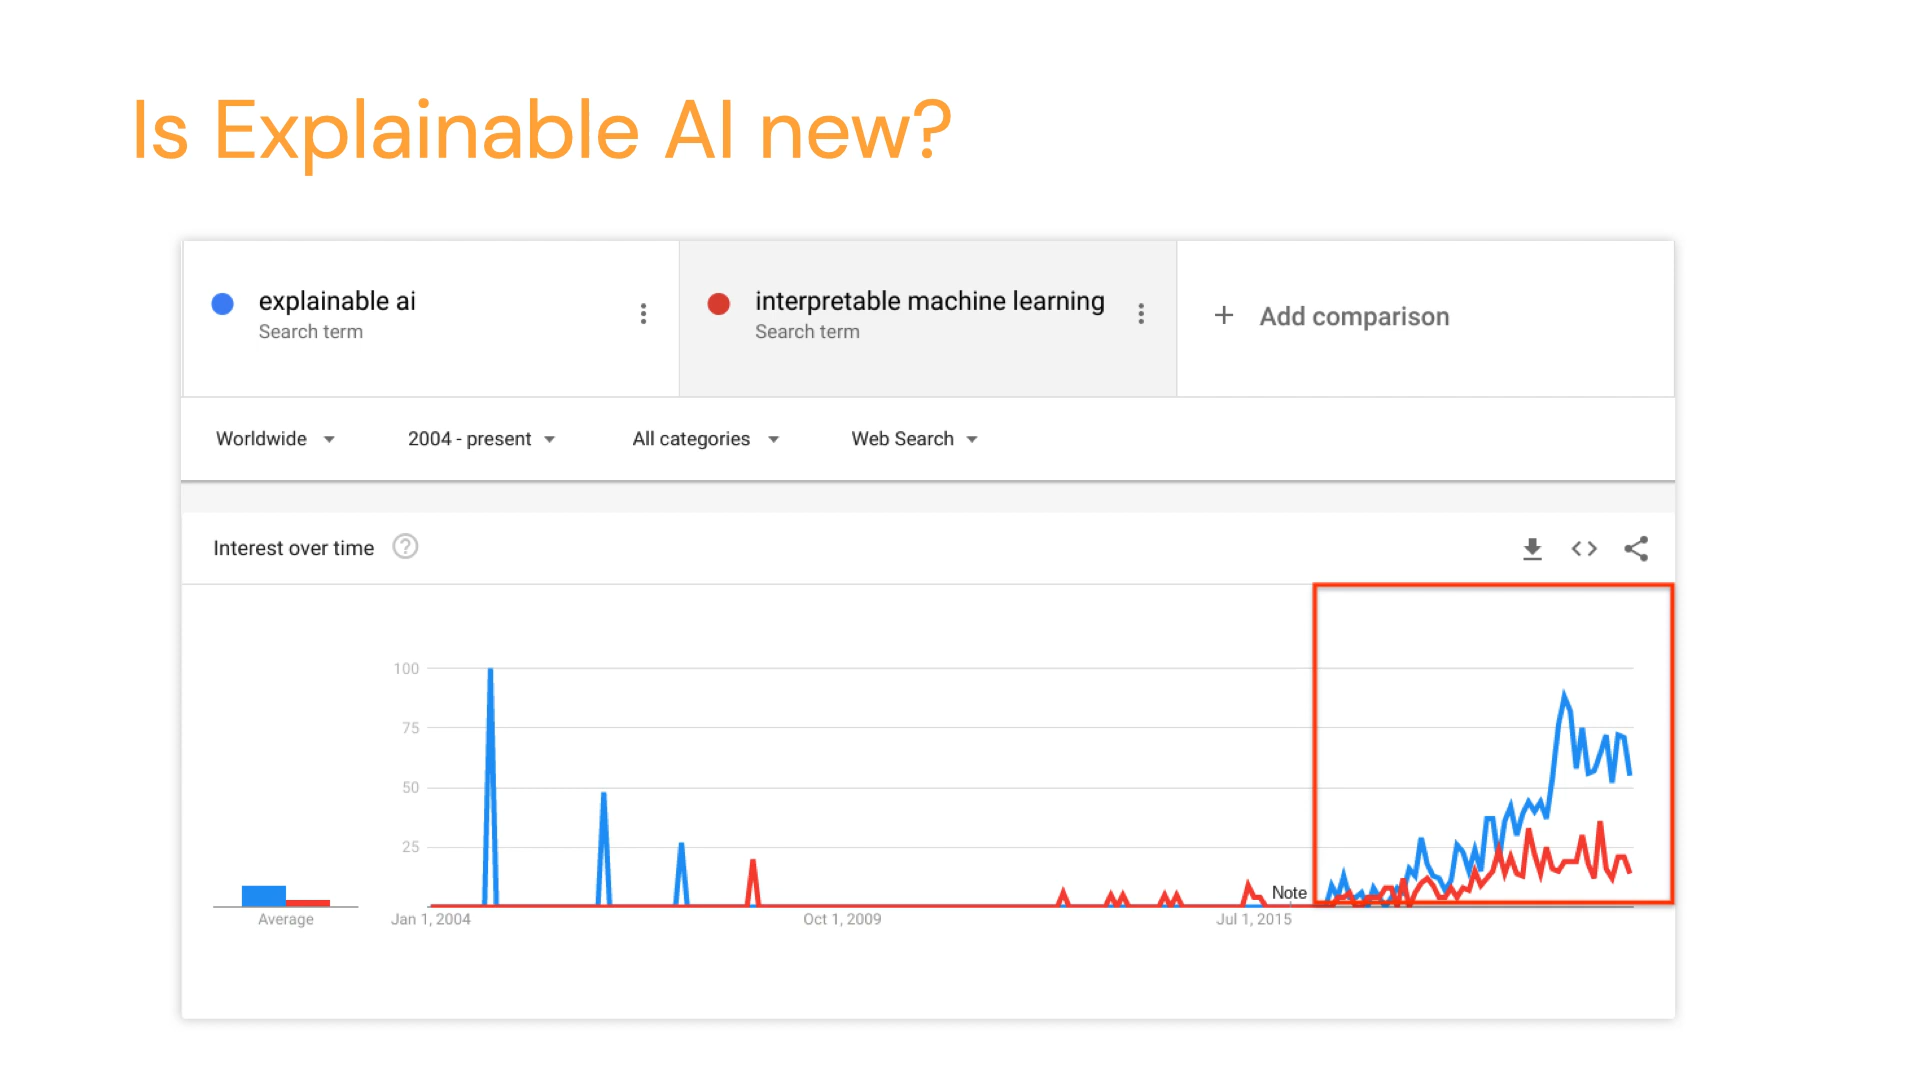 Is Explainable AI new?
explainable ai
Search term
interpretable machine learning
Search term
+ Add comparison
Worldwide
2004 - present
All categories
Web Search
Interest over time ?
100
75
50
25
Note
Average
Jan 1, 2004
Oct 1, 2009
Jul 1, 2015